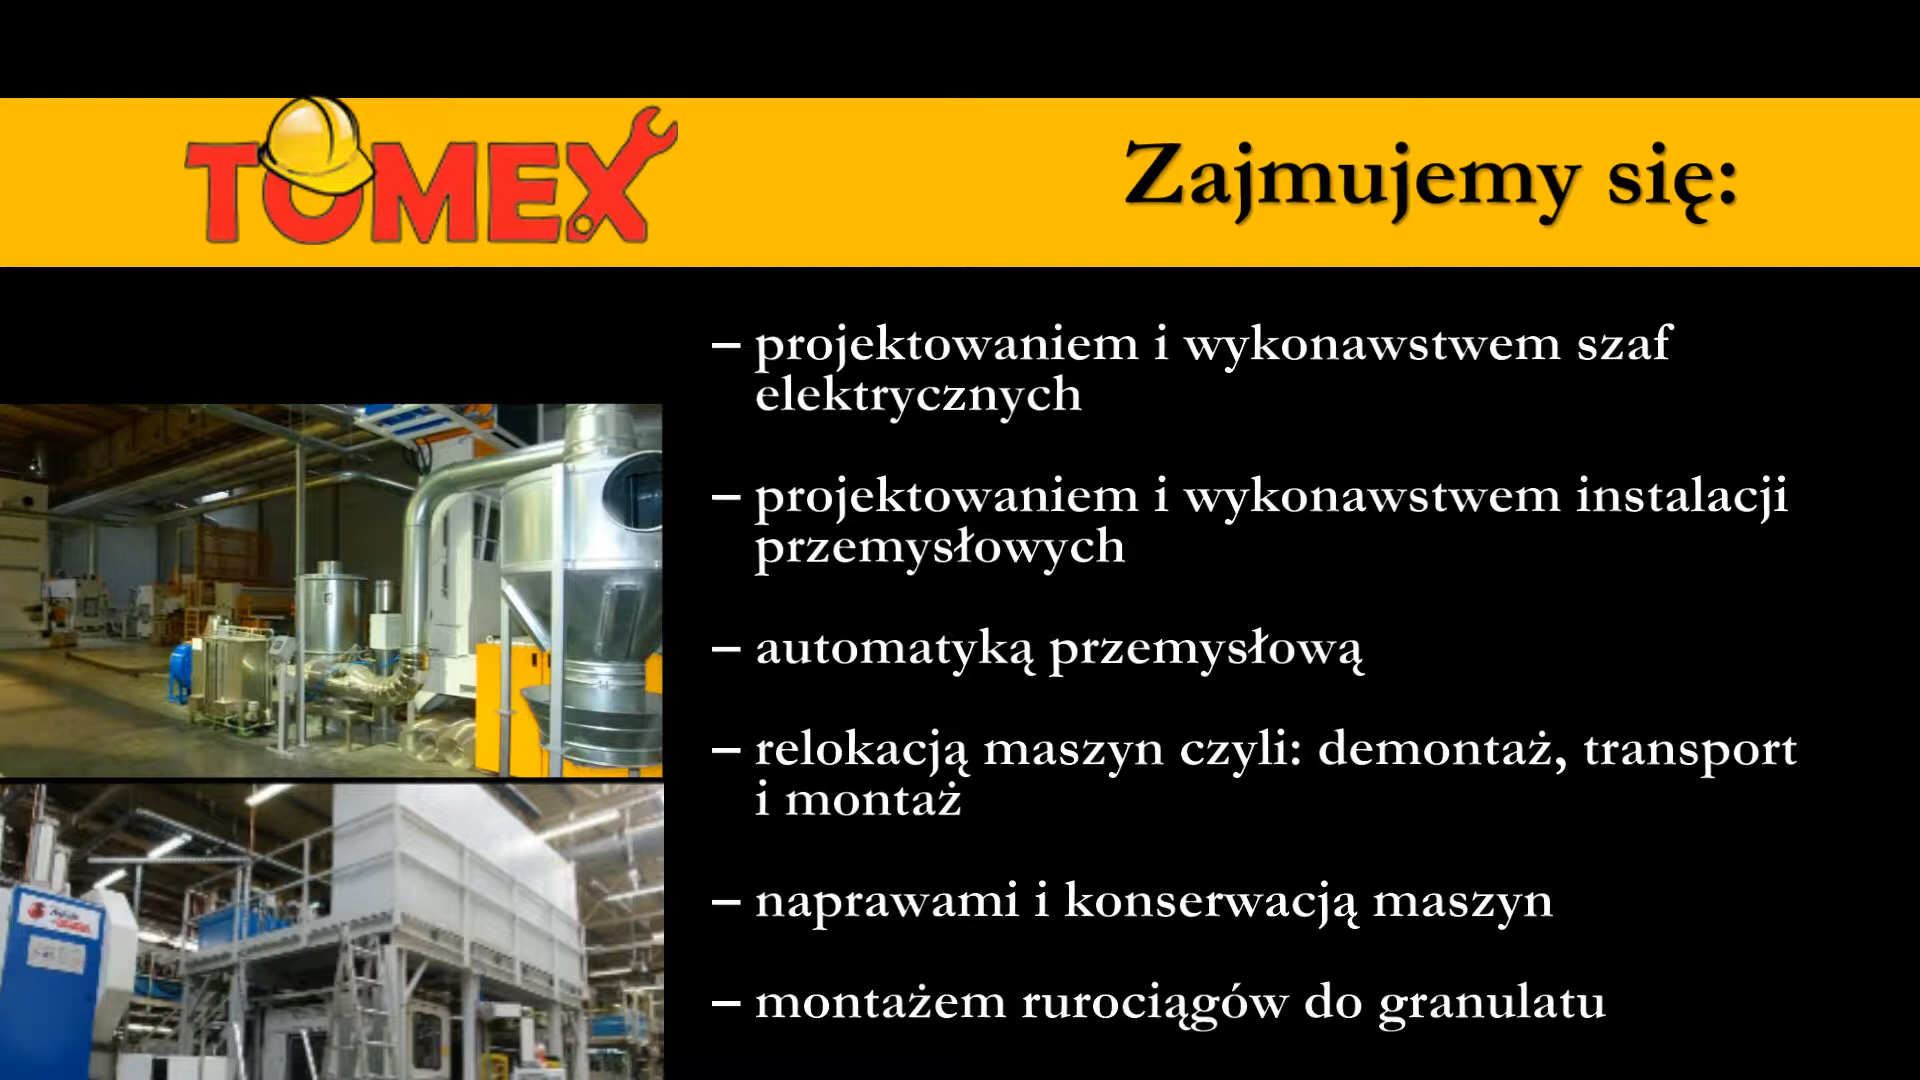 TOMEX
Zajmujemy się:
– projektowaniem i wykonawstwem szaf
elektrycznych
– projektowaniem i wykonawstwem instalacji
przemysłowych
– automatyką przemysłową
– relokacją maszyn czyli: demontaż, transport
i montaż
– naprawami i konserwacją maszyn
– montażem rurociągów do granulatu